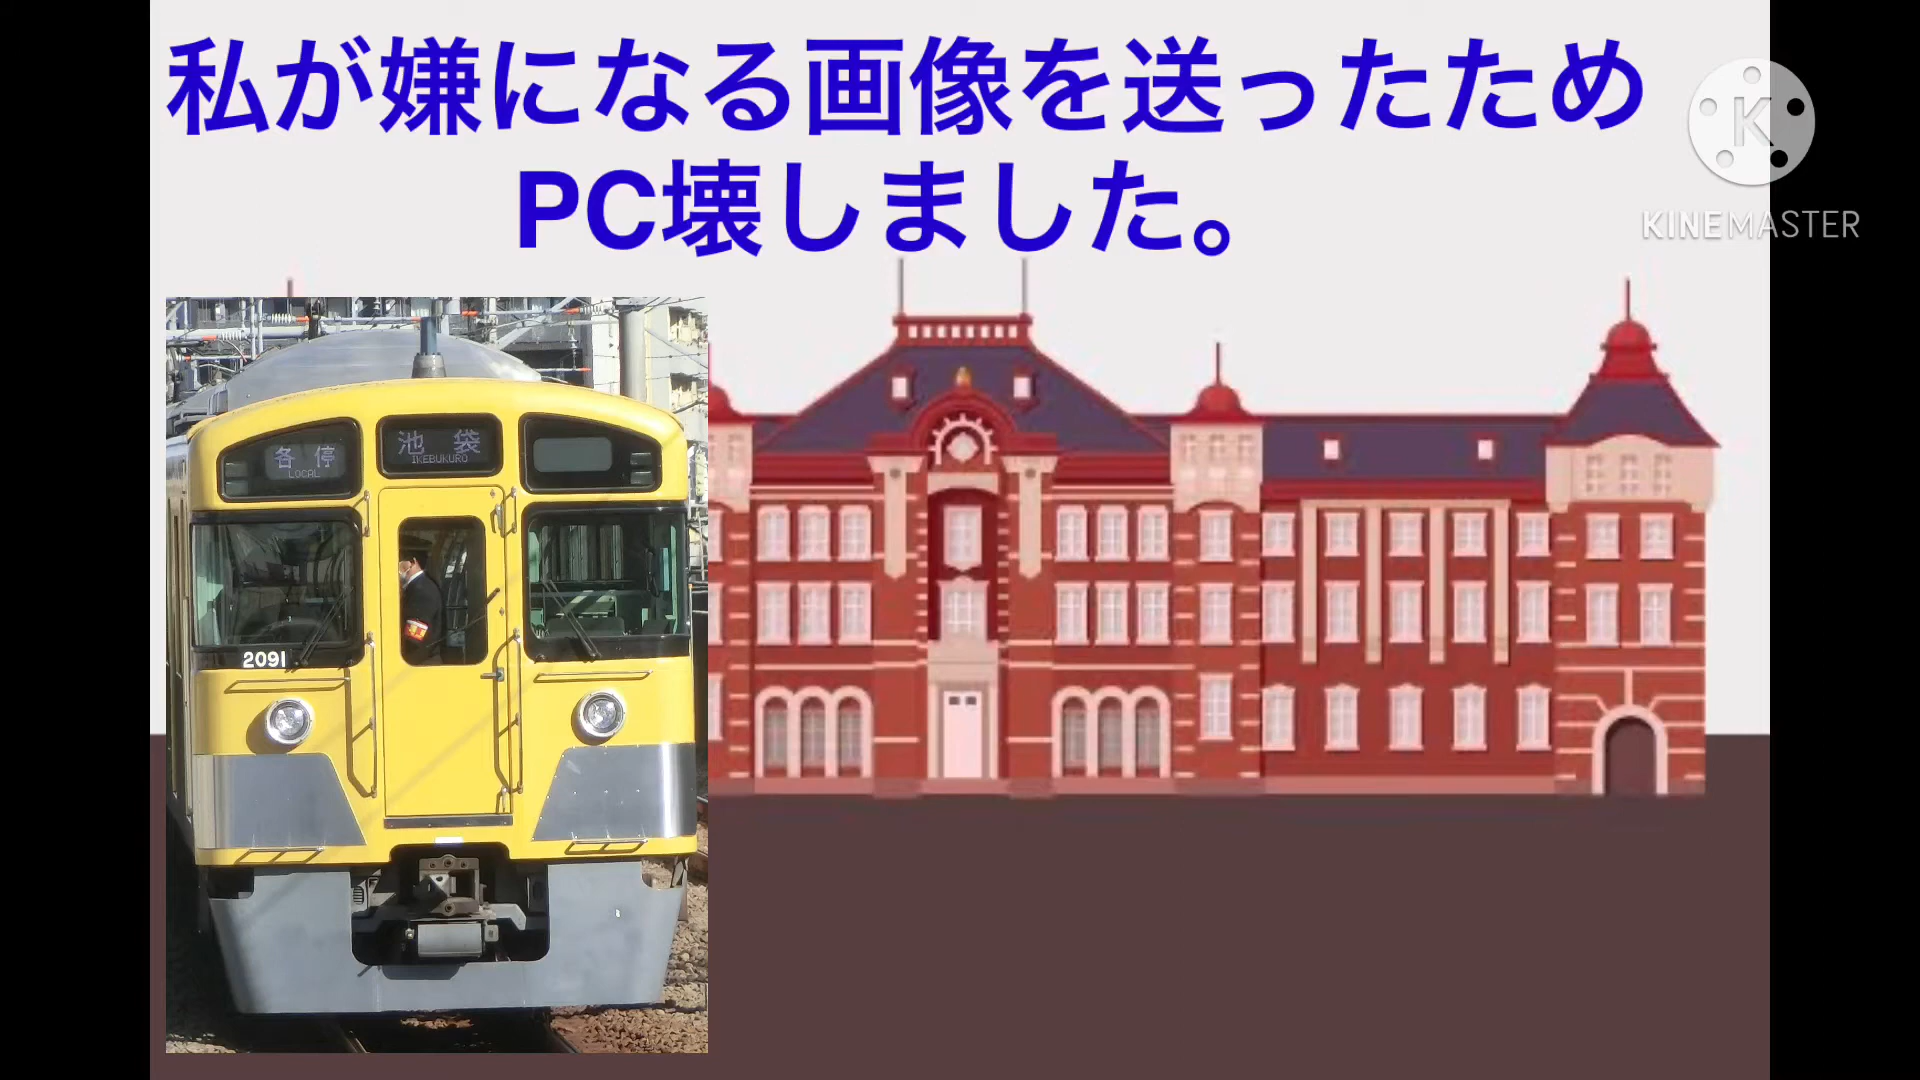 私が嫌になる画像を送ったため
PC壊しました。
K
KINEMASTER
各停
LOCAL
池袋
IKEBUKURO
2091